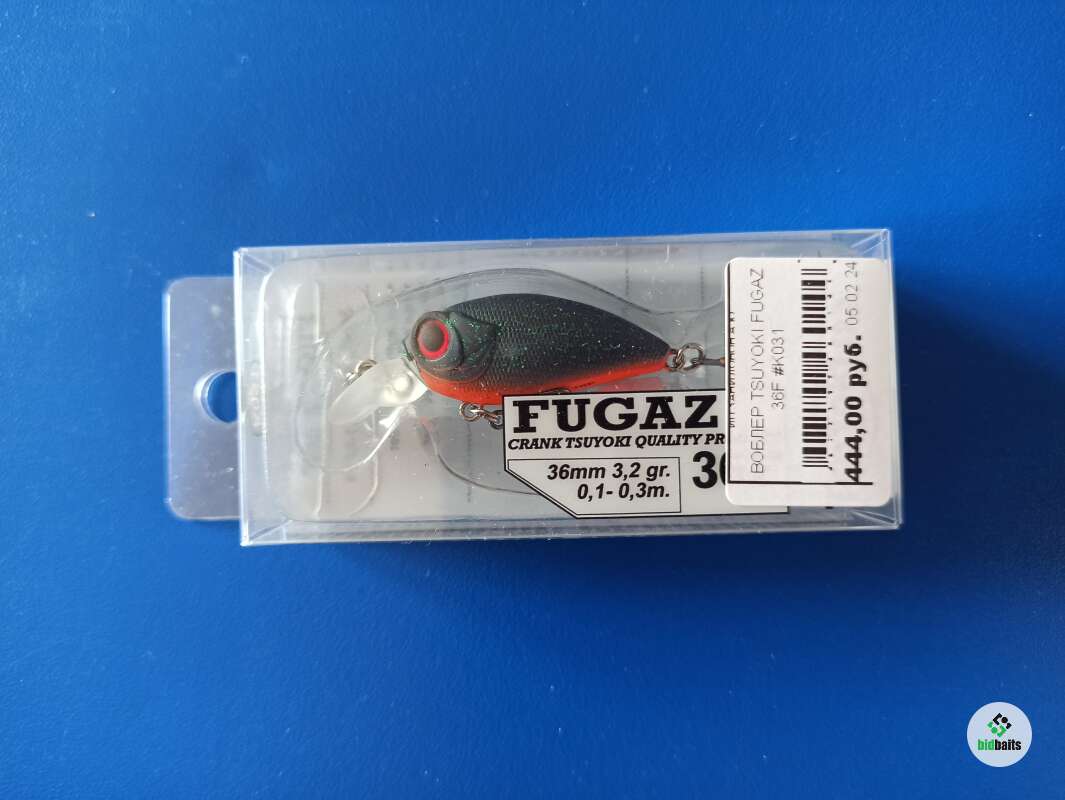 FUGAZ
CRANK TSUYOKI QUALITY PR
36mm 3,2 gr.
0,1- 0,3m.
36
ВОБЛЕР TSUYOKI FUGAZ
36F #K031
444,00 руб. 05 02 24
bidbaits